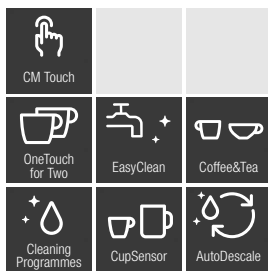 CM Touch
OneTouch
for Two
EasyClean
Coffee&Tea
Cleaning
Programmes
CupSensor
AutoDescale